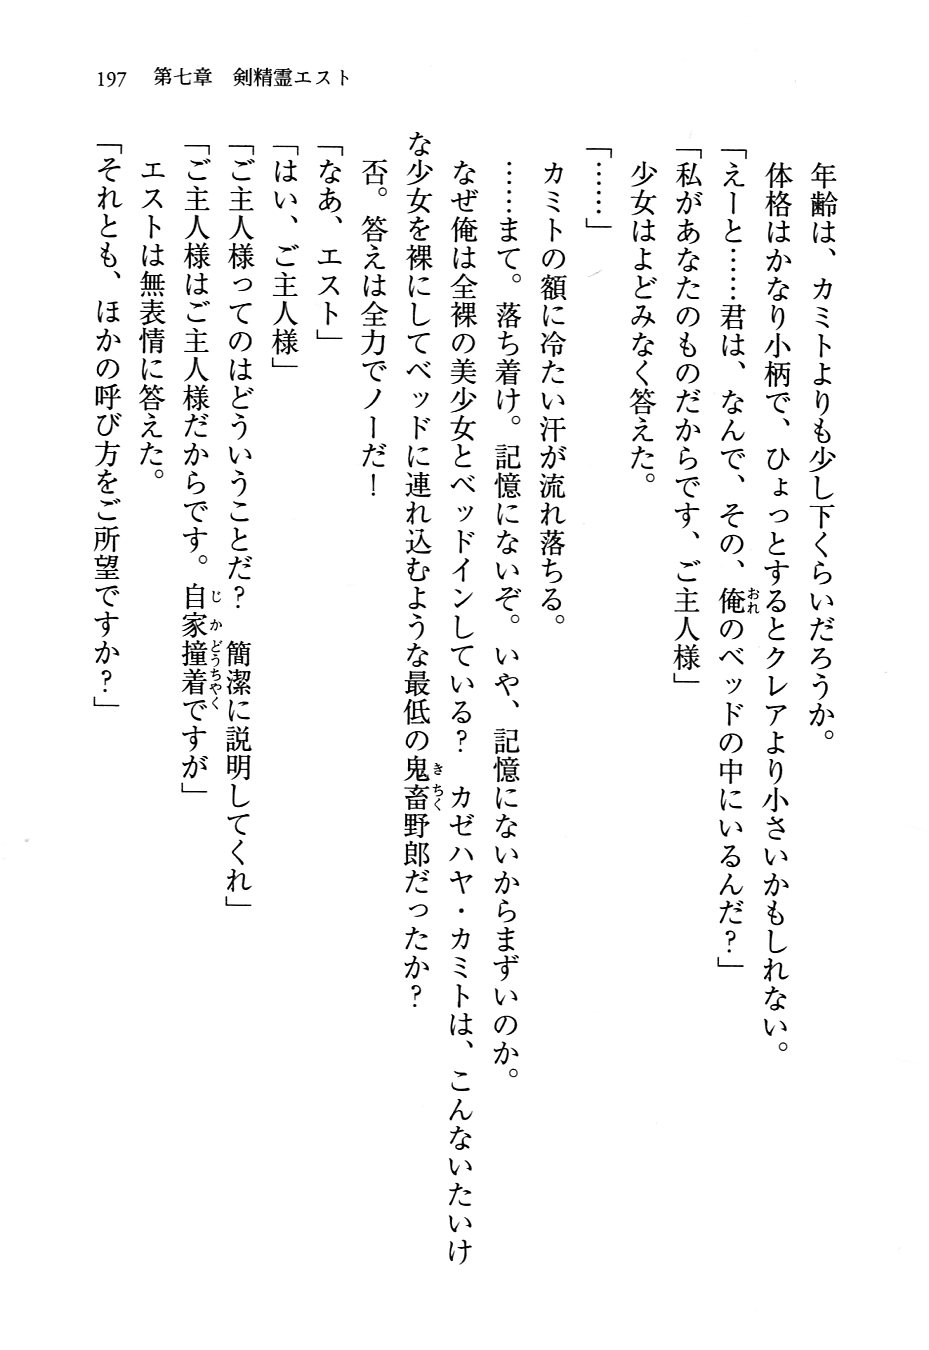 197　第七章　剣精霊エスト
　年齢は、カミトよりも少し下くらいだろうか。
　体格はかなり小柄で、ひょっとするとクレアより小さいかもしれない。
「えーと……君は、なんで、その、俺のベッドの中にいるんだ？」
「私があなたのものだからです、ご主人様」
　少女はよどみなく答えた。
「……」
　カミトの額に冷たい汗が流れ落ちる。
　……まて。落ち着け。記憶にないぞ。いや、記憶にないからまずいのか。
　なぜ俺は全裸の美少女とベッドインしている？　カゼハヤ・カミトは、こんないたいけ
な少女を裸にしてベッドに連れ込むような最低の鬼畜野郎だったか？
　否。答えは全力でノーだ！
「なあ、エスト」
「はい、ご主人様」
「ご主人様ってのはどういうことだ？　簡潔に説明してくれ」
「ご主人様はご主人様だからです。自家撞着ですが」
　エストは無表情に答えた。
「それとも、ほかの呼び方をご所望ですか？」